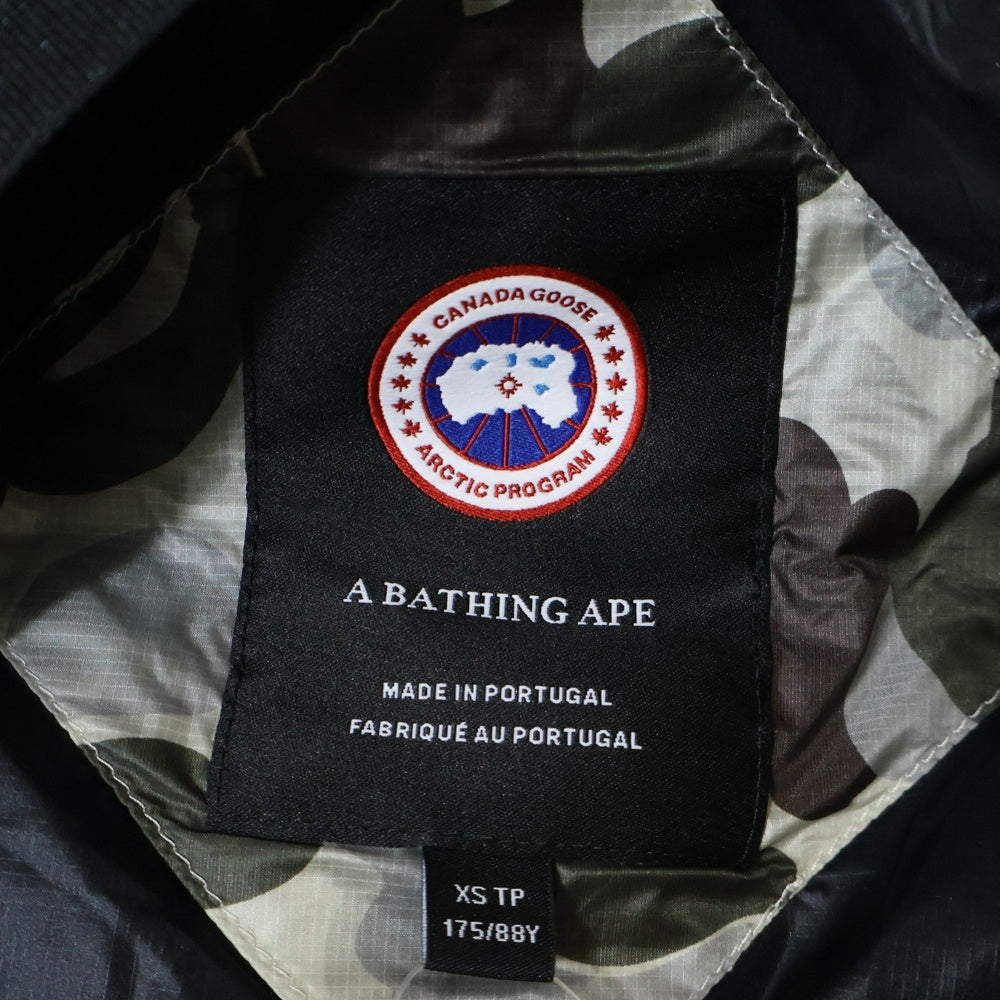 CANADA GOOSE
ARCTIC PROGRAM
A BATHING APE
MADE IN PORTUGAL
FABRIQUÉ AU PORTUGAL
XS TP
175/88Y